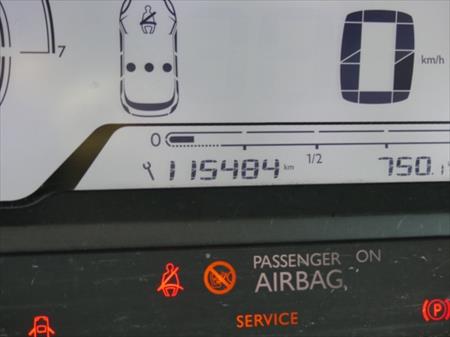 7
0
km/h
0
1/2
115484 km
750.1
PASSENGER ON
AIRBAG
SERVICE
P